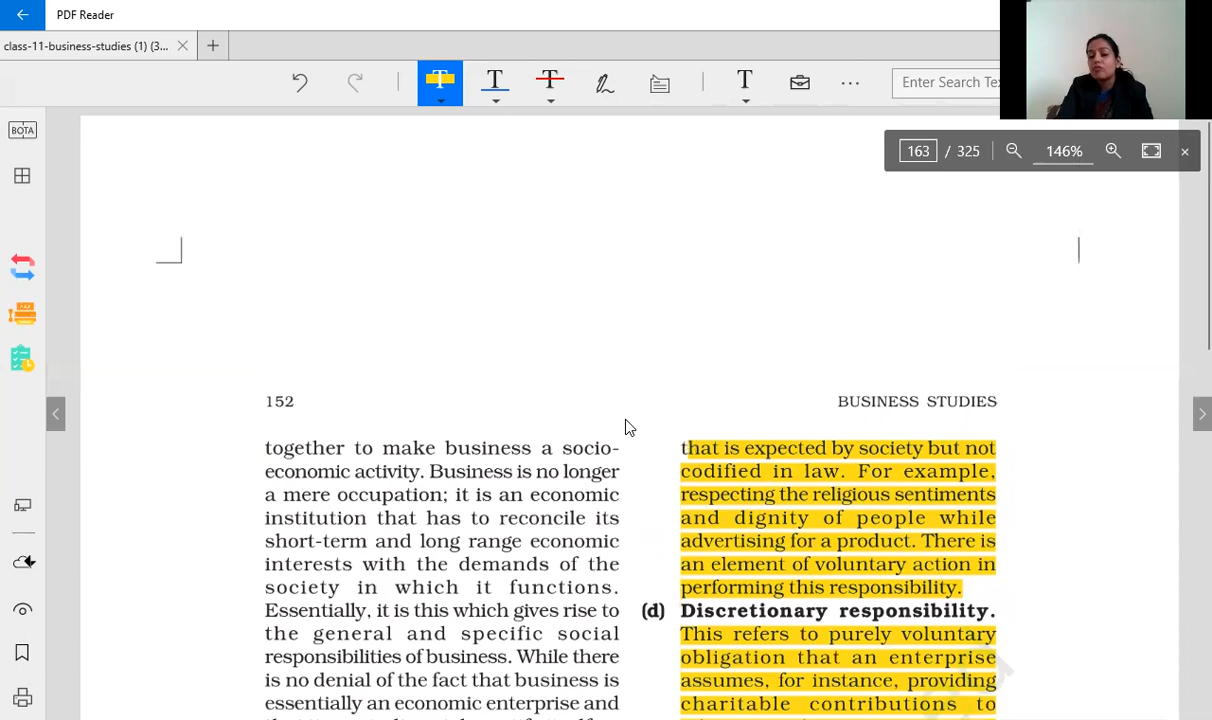 PDF Reader
class-11-business-studies (1) (3...
Enter Search Tex
BOTA
163 / 325
146%
152
BUSINESS STUDIES
together to make business a socio-
economic activity. Business is no longer
a mere occupation; it is an economic
institution that has to reconcile its
short-term and long range economic
interests with the demands of the
society in which it functions.
Essentially, it is this which gives rise to
the general and specific social
responsibilities of business. While there
is no denial of the fact that business is
essentially an economic enterprise and
that is expected by society but not
codified in law. For example,
respecting the religious sentiments
and dignity of people while
advertising for a product. There is
an element of voluntary action in
performing this responsibility.
(d) Discretionary responsibility.
This refers to purely voluntary
obligation that an enterprise
assumes, for instance, providing
charitable contributions to